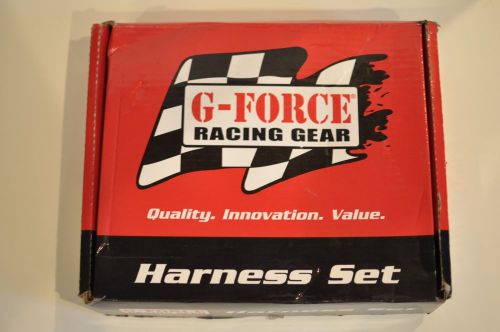 G-FORCE®
RACING GEAR
Quality. Innovation. Value.
Harness Set